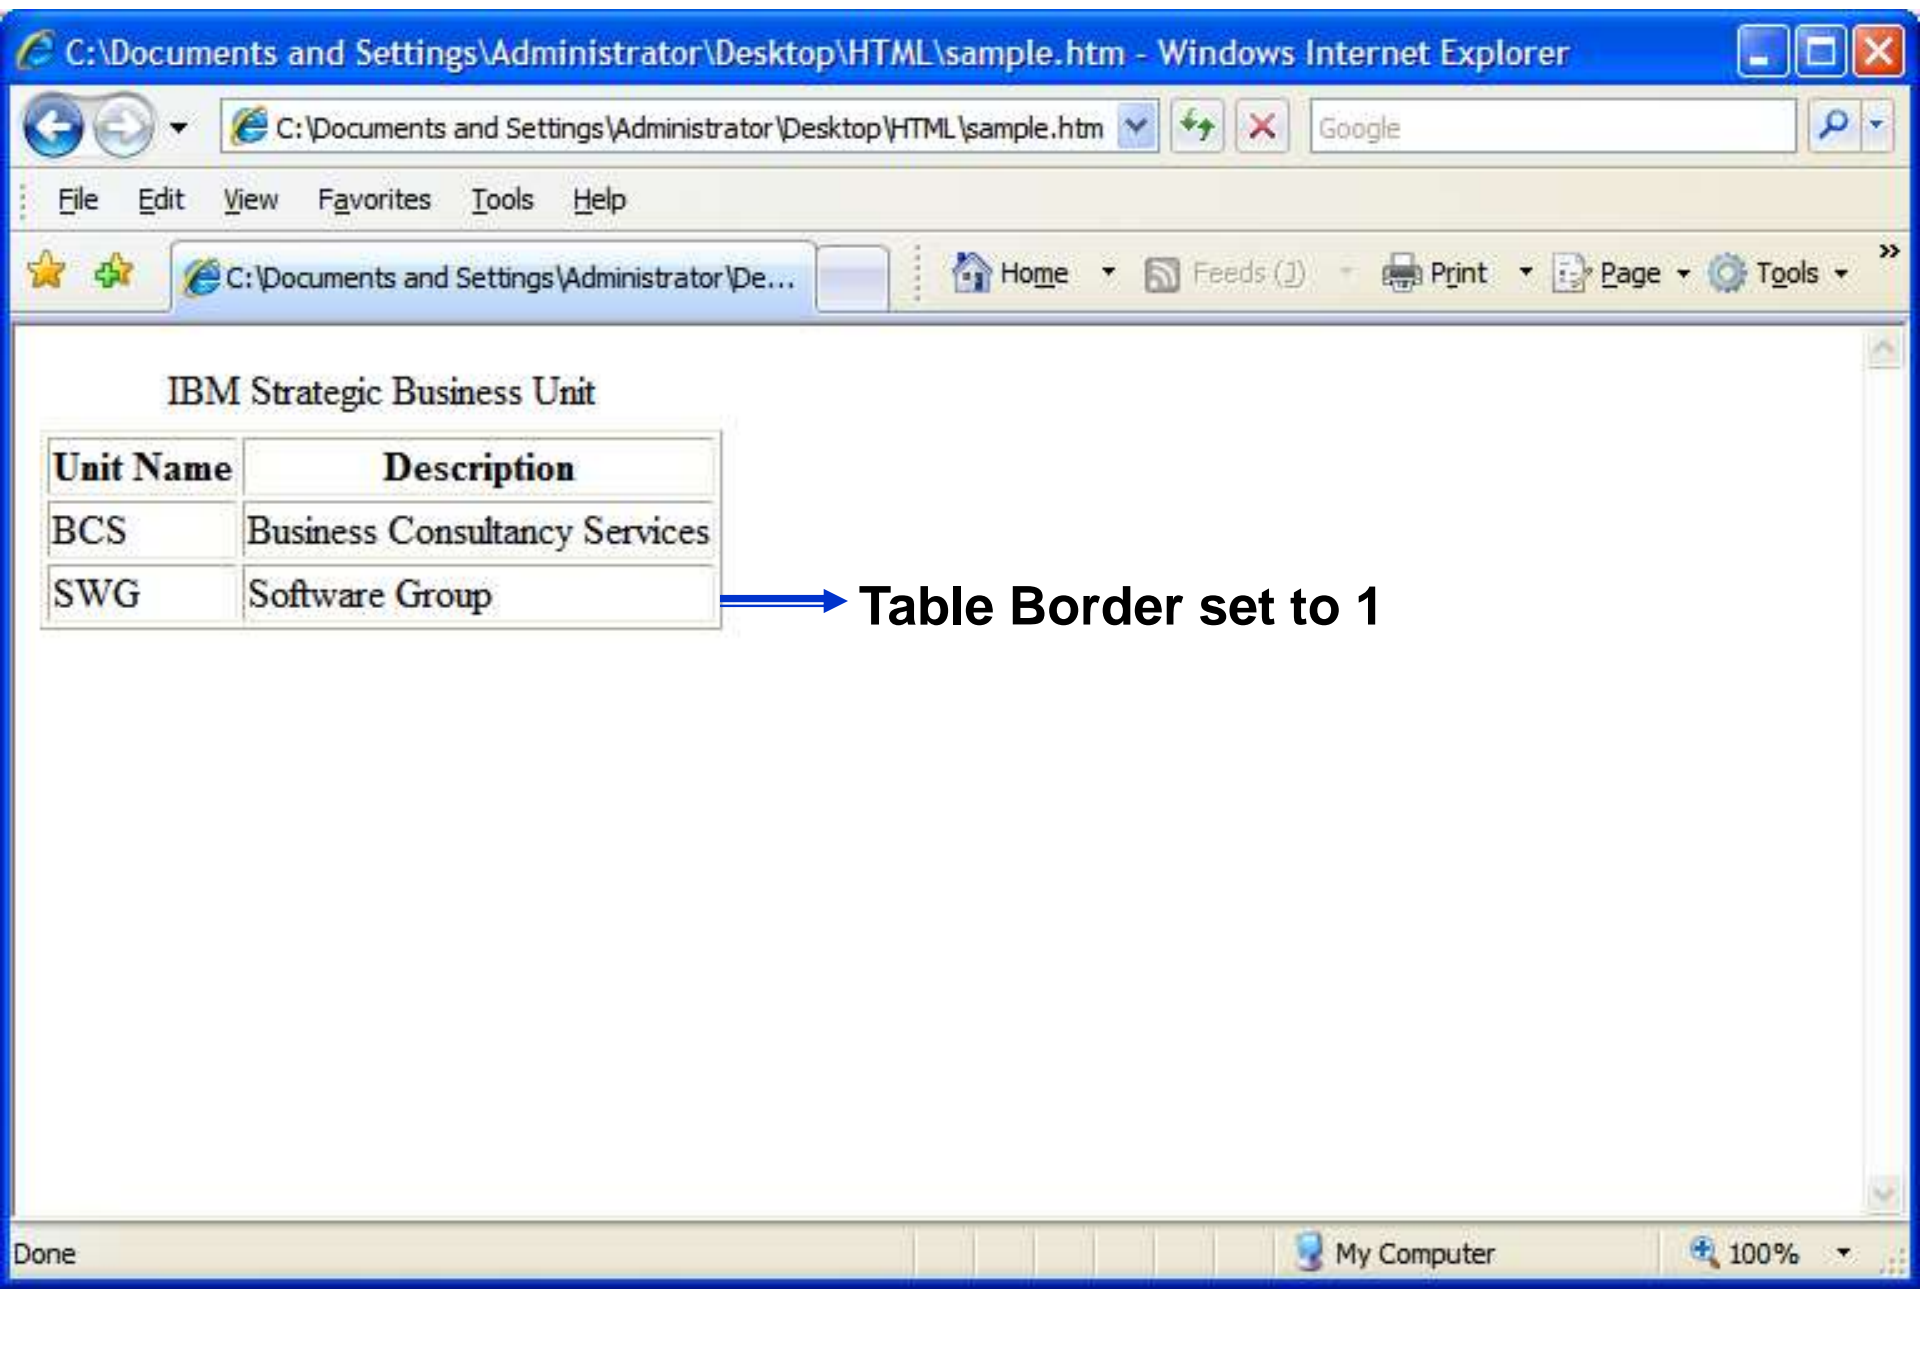 C:\Documents and Settings\Administrator\Desktop\HTML\sample.htm - Windows Internet Explorer
C:\Documents and Settings\Administrator\Desktop\HTML\sample.htm Google
File Edit View Favorites Tools Help
C:\Documents and Settings\Administrator\De... Home Feeds (J) Print Page Tools »
IBM Strategic Business Unit
Unit Name Description
BCS Business Consultancy Services
SWG Software Group
Table Border set to 1
Done My Computer 100%